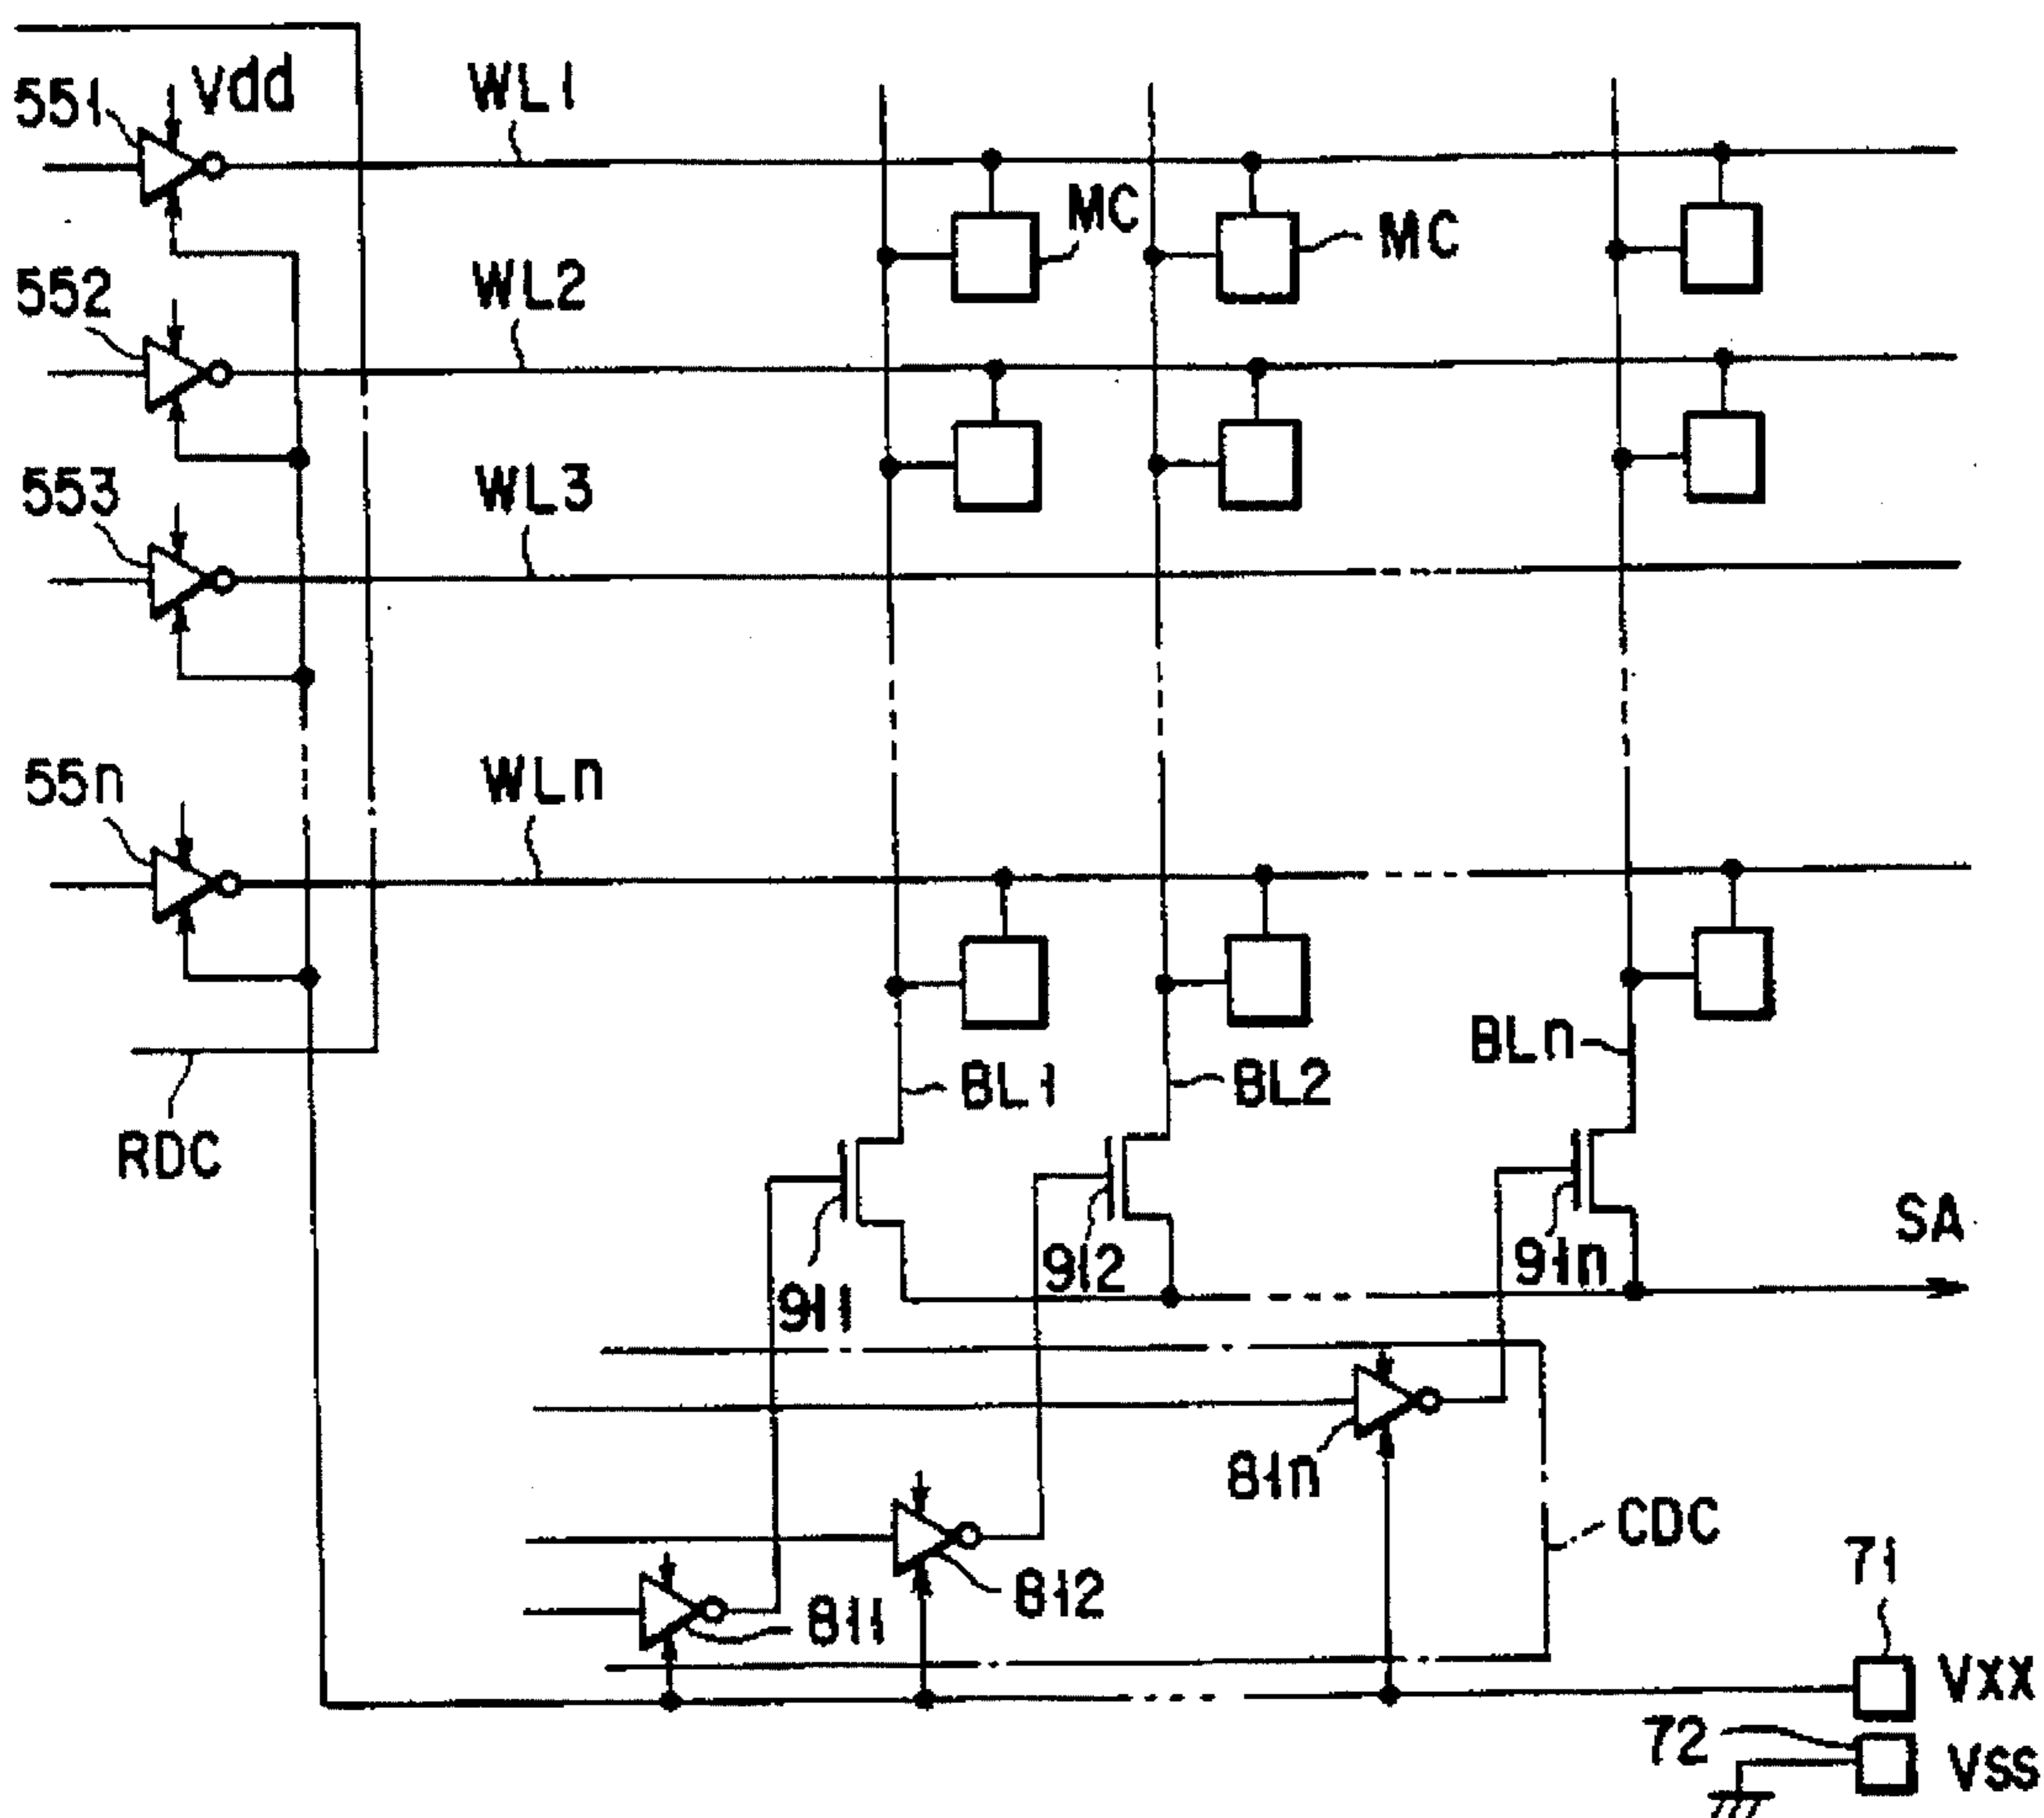 Vdd
551
WL1
MC
MC
552
WL2
553
WL3
55n
WLn
RDC
BL1
BL2
BLn
911
912
91n
SA
81n
812
811
CDC
71
VXX
72
VSS